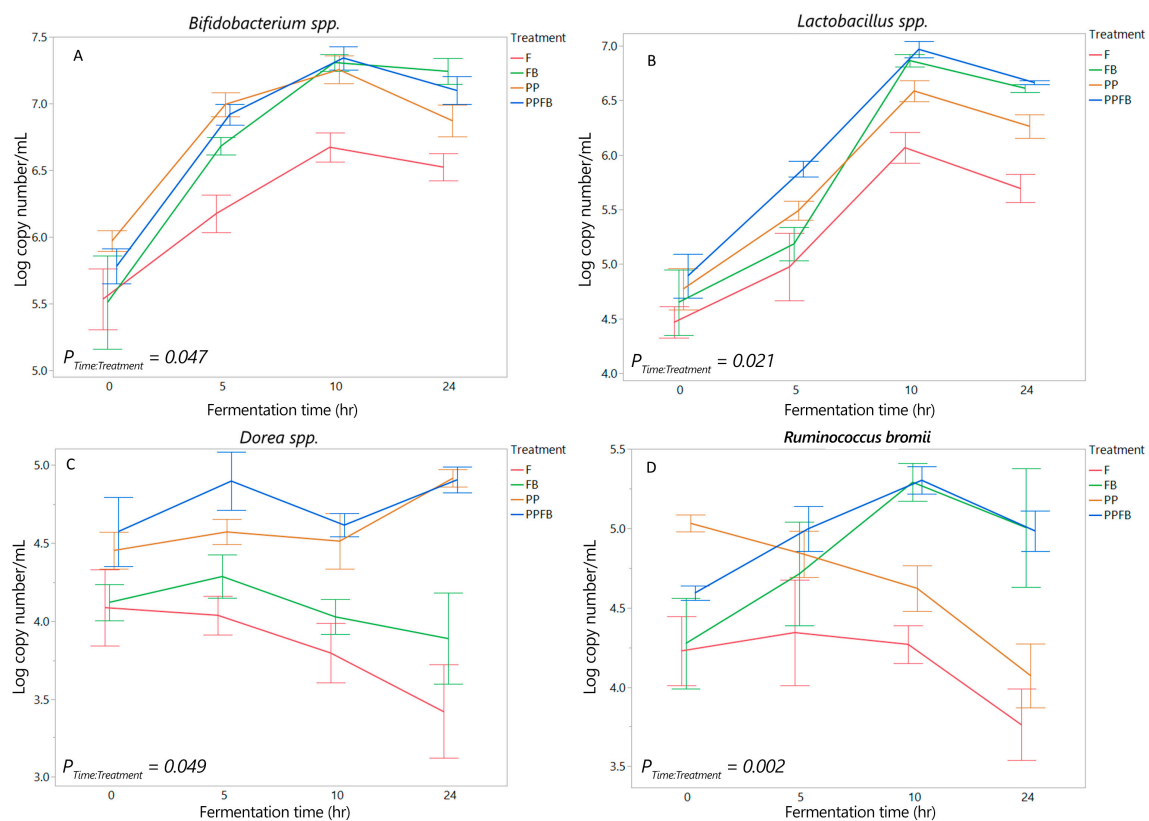 Bifidobacterium spp.
A
Treatment
F
FB
PP
PPFB
7.5
7.0
6.5
6.0
5.5
5.0
Log copy number/mL
P Time:Treatment = 0.047
0 5 10 24
Fermentation time (hr)
Lactobacillus spp.
B
Treatment
F
FB
PP
PPFB
7.0
6.5
6.0
5.5
5.0
4.5
4.0
Log copy number/mL
P Time:Treatment = 0.021
0 5 10 24
Fermentation time (hr)
Dorea spp.
C
Treatment
F
FB
PP
PPFB
5.0
4.5
4.0
3.5
3.0
Log copy number/mL
P Time:Treatment = 0.049
0 5 10 24
Fermentation time (hr)
Ruminococcus bromii
D
Treatment
F
FB
PP
PPFB
5.5
5.0
4.5
4.0
3.5
Log copy number/mL
P Time:Treatment = 0.002
0 5 10 24
Fermentation time (hr)